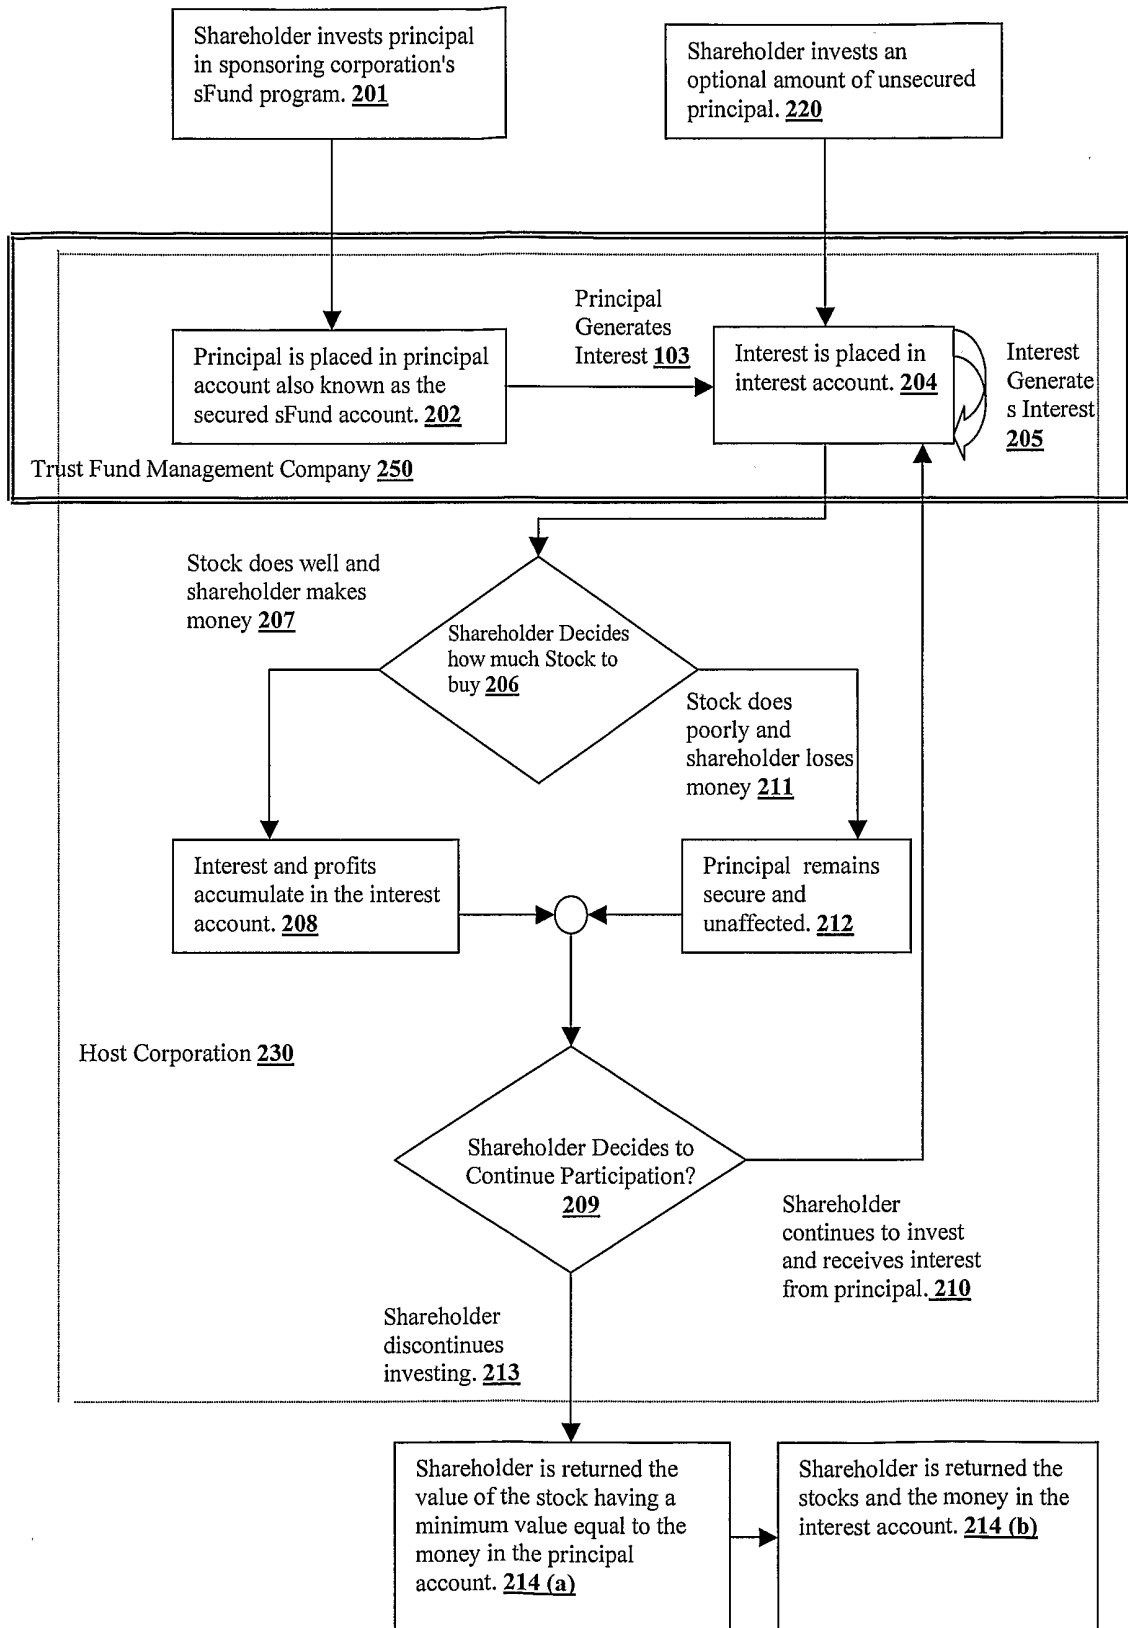 Shareholder invests principal
in sponsoring corporation's
sFund program. 201
Shareholder invests an
optional amount of unsecured
principal. 220
Principal
Generates
Interest 103
Principal is placed in principal
account also known as the
secured sFund account. 202
Interest is placed in
interest account. 204
Interest
Generate
s Interest
205
Trust Fund Management Company 250
Stock does well and
shareholder makes
money 207
Shareholder Decides
how much Stock to
buy 206
Stock does
poorly and
shareholder loses
money 211
Interest and profits
accumulate in the interest
account. 208
Principal remains
secure and
unaffected. 212
Host Corporation 230
Shareholder Decides to
Continue Participation?
209
Shareholder
continues to invest
and receives interest
from principal. 210
Shareholder
discontinues
investing. 213
Shareholder is returned the
value of the stock having a
minimum value equal to the
money in the principal
account. 214 (a)
Shareholder is returned the
stocks and the money in the
interest account. 214 (b)